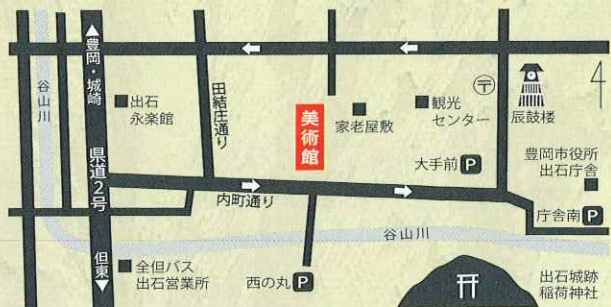 ▲豊岡・城崎
谷山川
出石
永楽館
田結庄通り
県道2号
美術館
家老屋敷
観光
センター
〒
辰鼓楼
4
大手前 P
豊岡市役所
出石庁舎
内町通り
庁舎南 P
谷山川
但東▼
全但バス
出石営業所
西の丸 P
出石城跡
稲荷神社